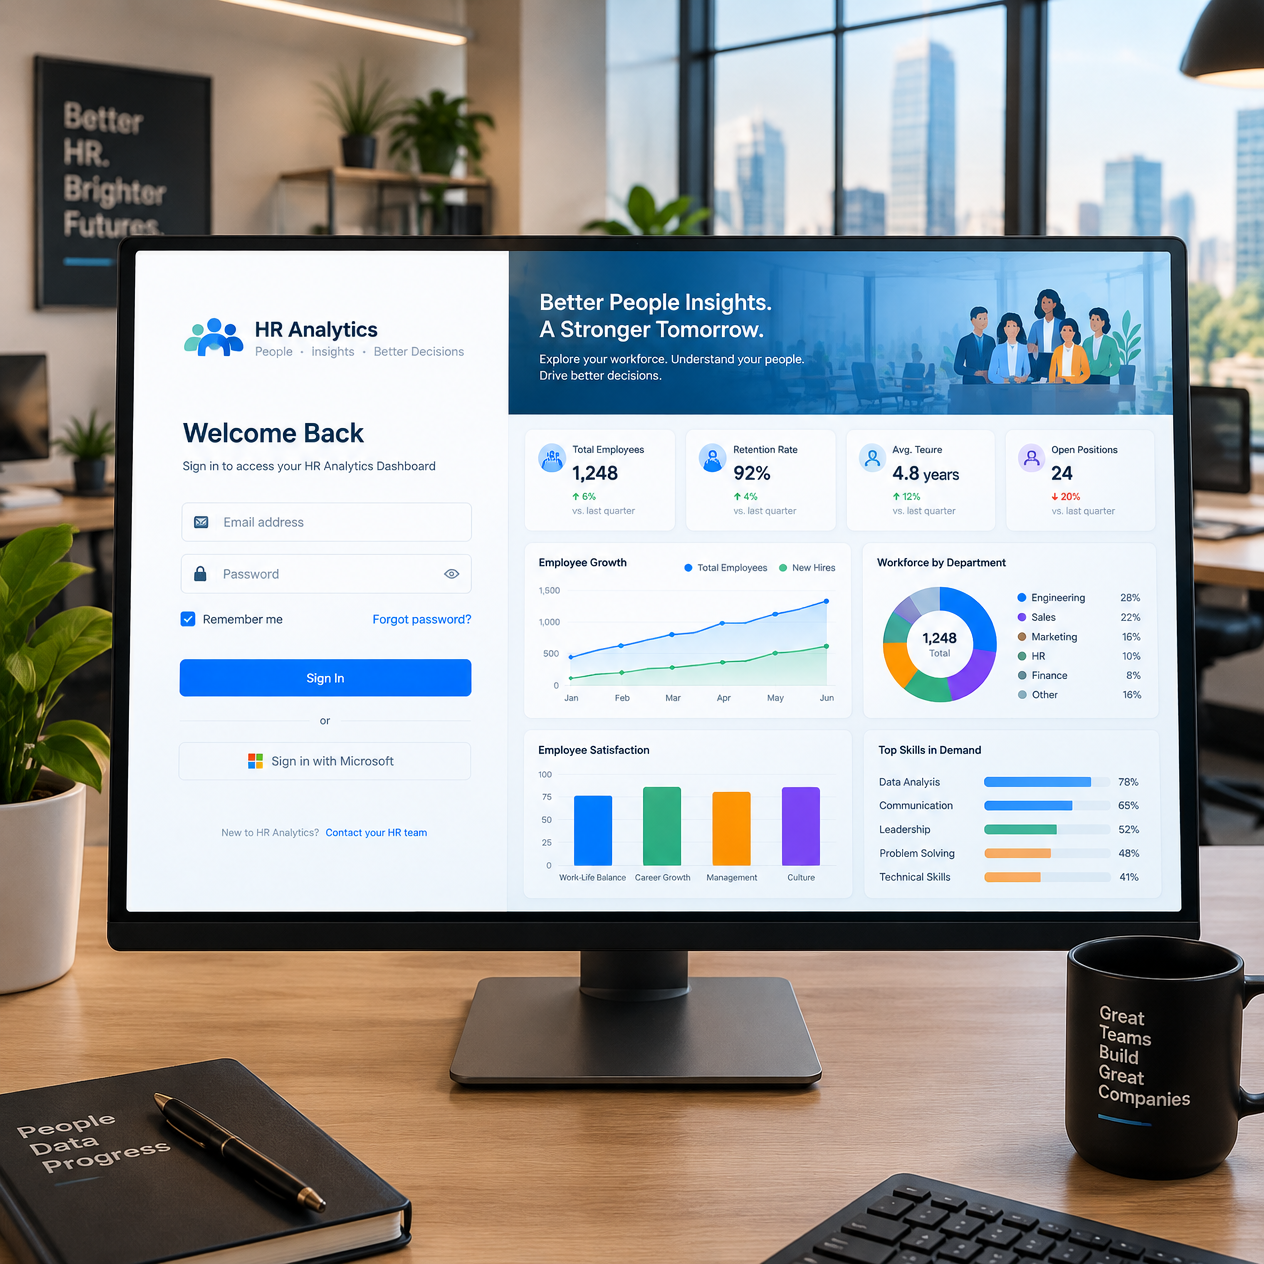 Better
HR.
Brighter
Futures.
HR Analytics
People • Insights • Better Decisions
Welcome Back
Sign in to access your HR Analytics Dashboard
Email address
Password
Remember me
Forgot password?
Sign In
or
Sign in with Microsoft
New to HR Analytics? Contact your HR team
Better People Insights.
A Stronger Tomorrow.
Explore your workforce. Understand your people.
Drive better decisions.
Total Employees
1,248
↑ 6%
vs. last quarter
Retention Rate
92%
↑ 4%
vs. last quarter
Avg. Teure
4.8 years
↑ 12%
vs. last quarter
Open Positions
24
↓ 20%
vs. last quarter
Employee Growth
Total Employees
New Hires
1,500
1,000
500
0
Jan Feb Mar Apr May Jun
Workforce by Department
1,248
Total
Engineering 28%
Sales 22%
Marketing 16%
HR 10%
Finance 8%
Other 16%
Employee Satisfaction
100
75
50
25
0
Work-Life Balance Career Growth Management Culture
Top Skills in Demand
Data Analysis 78%
Communication 65%
Leadership 52%
Problem Solving 48%
Technical Skills 41%
People
Data
Progress
Great
Teams
Build
Great
Companies